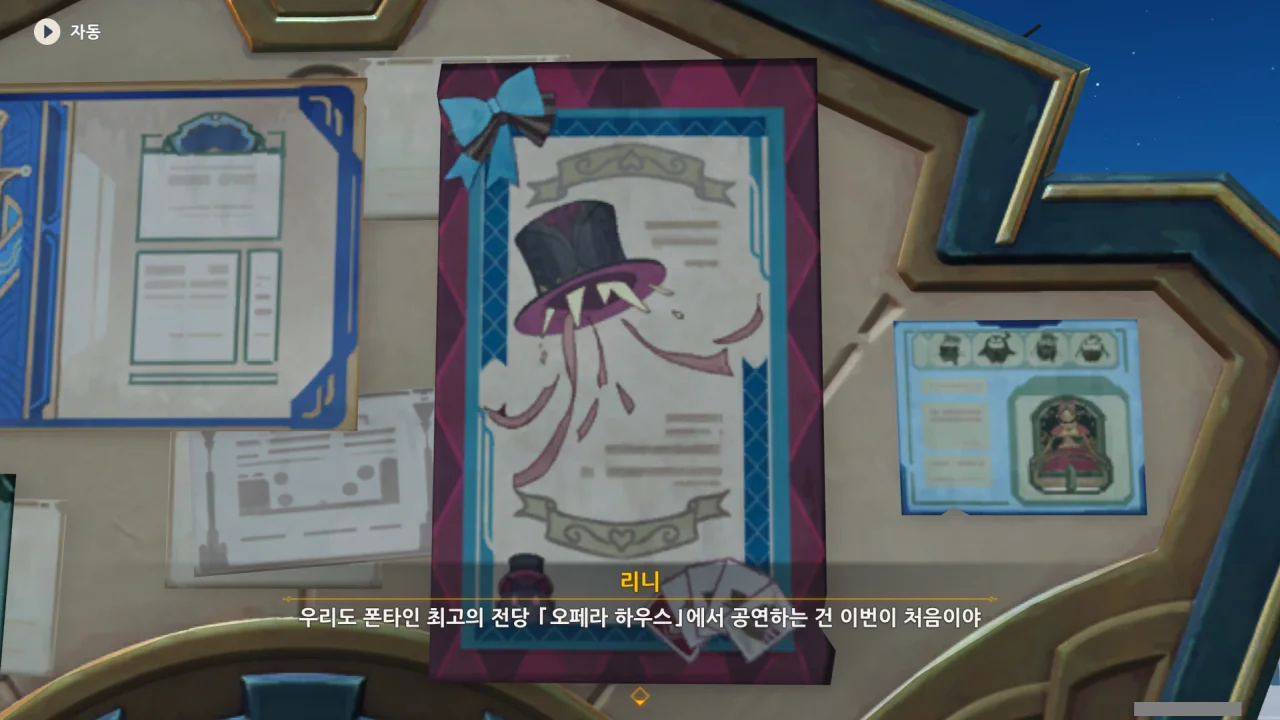 자동
리니
우리도 폰타인 최고의 전당 「오페라 하우스」에서 공연하는 건 이번이 처음이야